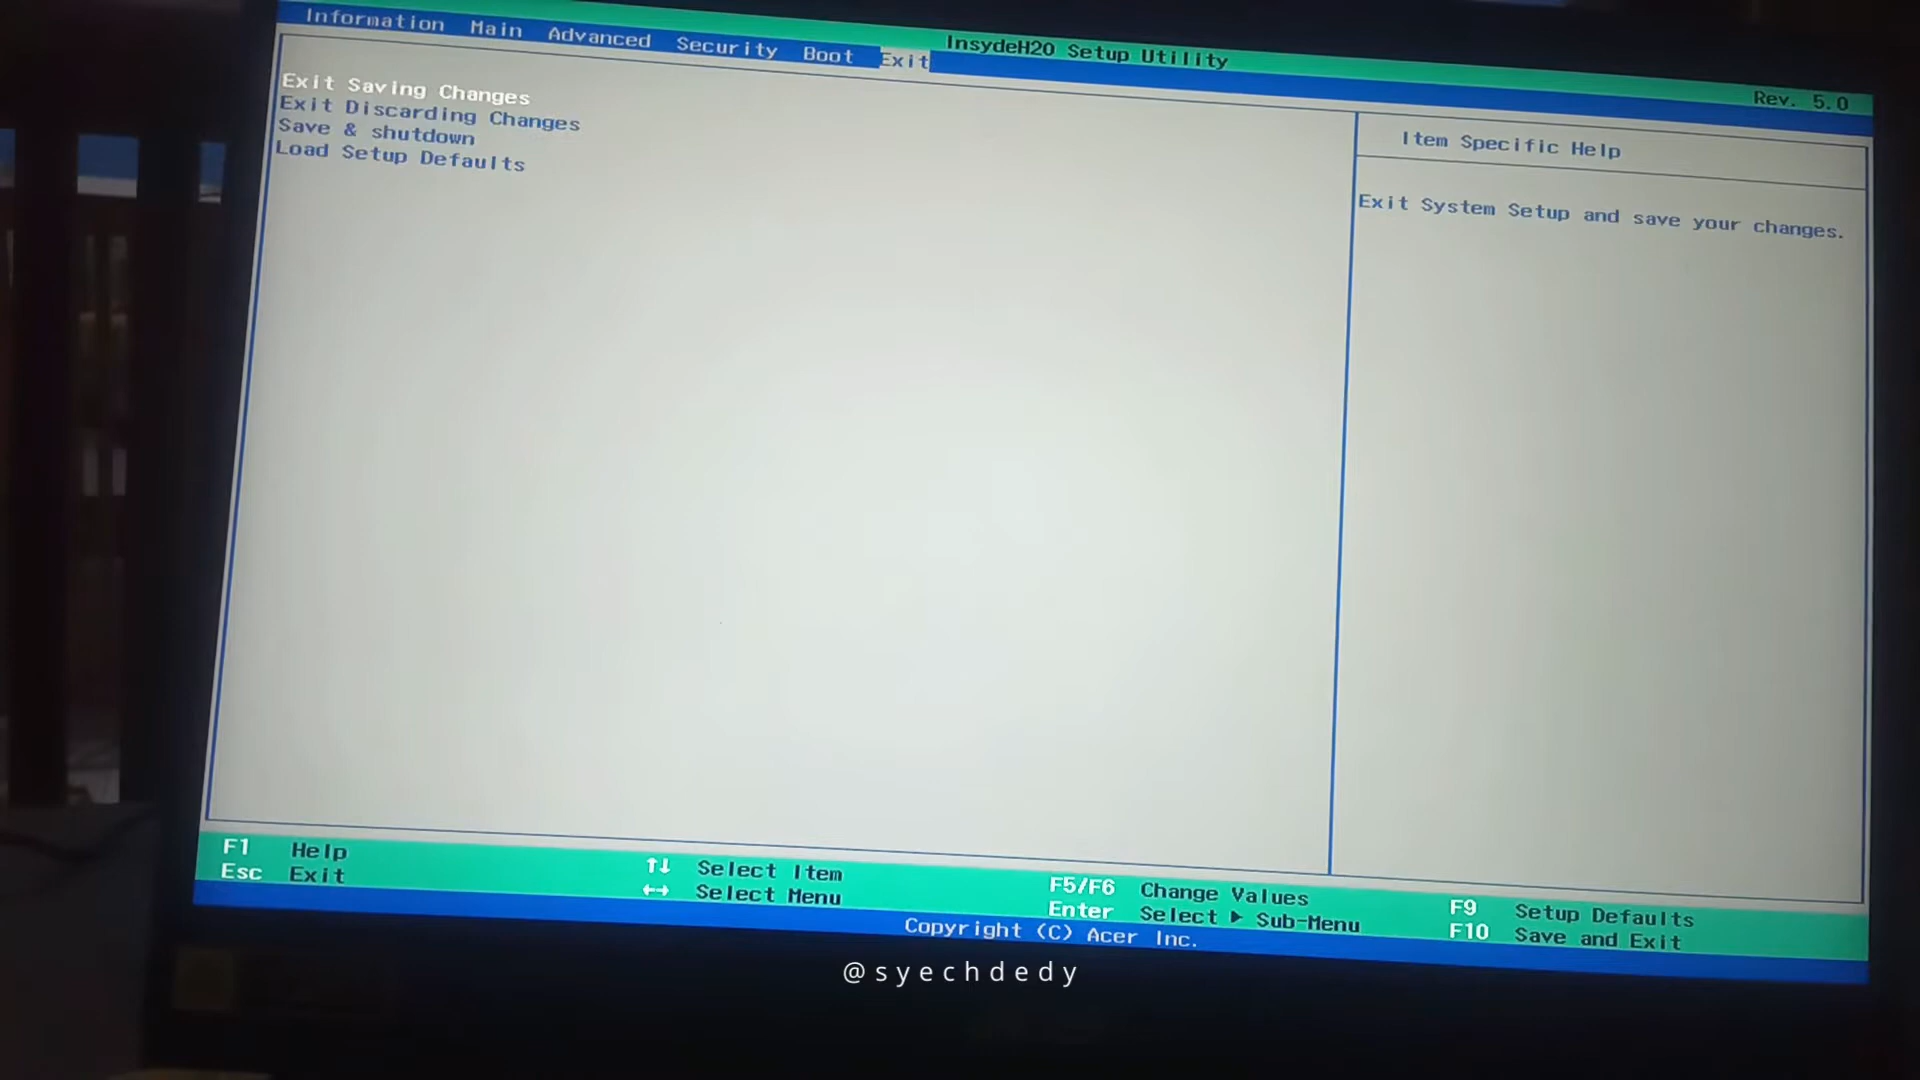 InsydeH20 Setup Utility
Rev. 5.0
Information Main Advanced Security Boot Exit
Exit Saving Changes
Exit Discarding Changes
Save & shutdown
Load Setup Defaults
Item Specific Help
Exit System Setup and save your changes.
F1 Help
Esc Exit
↑↓ Select Item
↔ Select Menu
F5/F6 Change Values
Enter Select ▶ Sub-Menu
F9 Setup Defaults
F10 Save and Exit
Copyright (C) Acer Inc.
@syechdedy